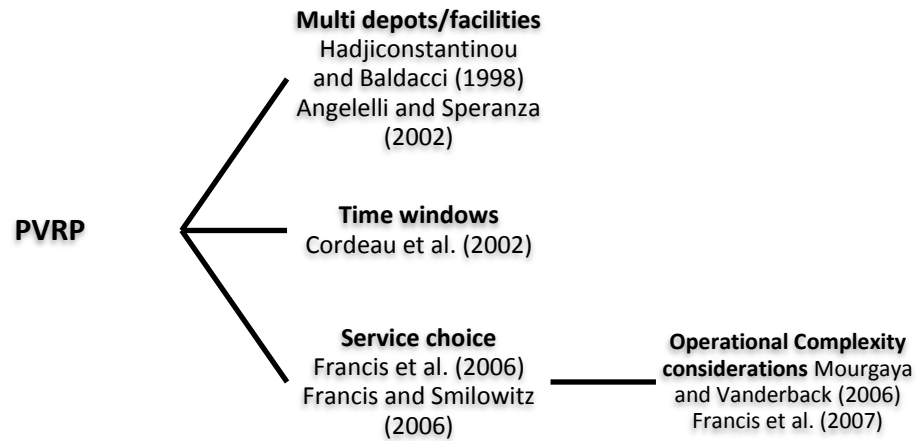 Multi depots/facilities
Hadjiconstantinou
and Baldacci (1998)
Angelelli and Speranza
(2002)
PVRP
Time windows
Cordeau et al. (2002)
Service choice
Francis et al. (2006)
Francis and Smilowitz
(2006)
Operational Complexity
considerations Mourgaya
and Vanderback (2006)
Francis et al. (2007)